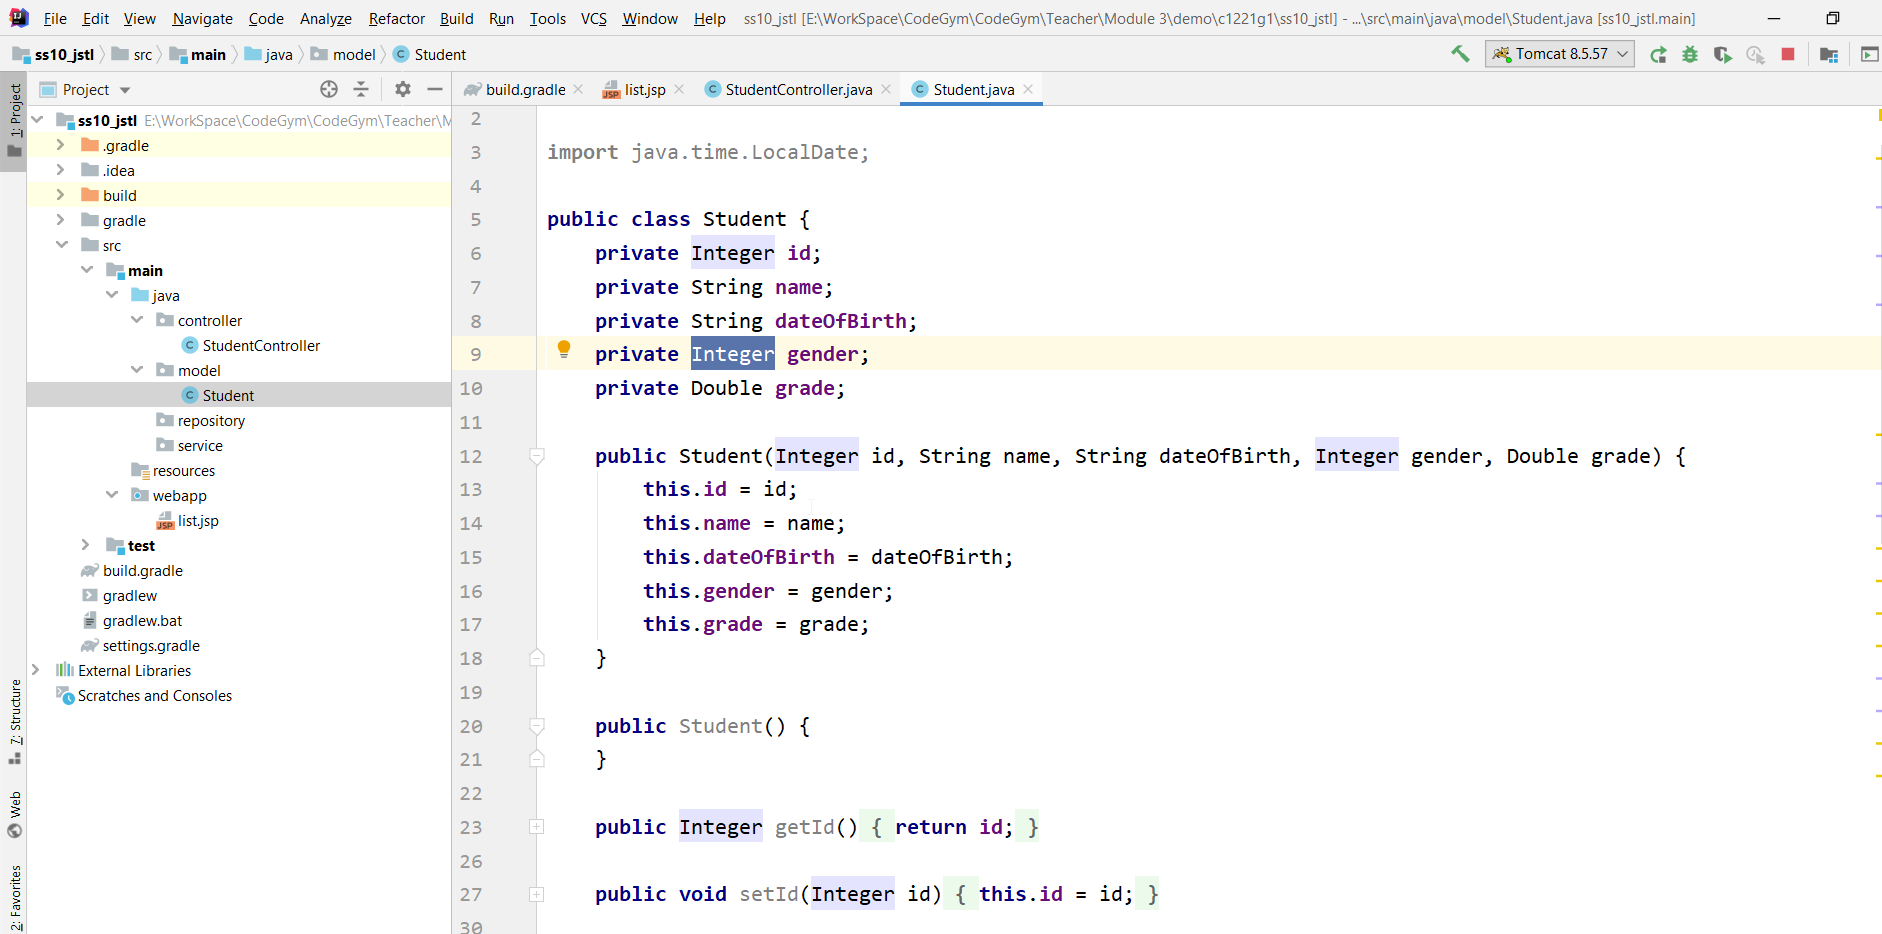 File Edit View Navigate Code Analyze Refactor Build Run Tools VCS Window Help ss10_jstl [E:\WorkSpace\CodeGym\CodeGym\Teacher\Module 3\demo\c1221g1\ss10_jstl] - ...\src\main\java\model\Student.java [ss10_jstl.main]
ss10_jstl src main java model Student Tomcat 8.5.57
Project build.gradle list.jsp StudentController.java Student.java
1: Project
7: Structure
Web
2: Favorites
ss10_jstl E:\WorkSpace\CodeGym\CodeGym\Teacher\M
.gradle
.idea
build
gradle
src
main
java
controller
StudentController
model
Student
repository
service
resources
webapp
list.jsp
test
build.gradle
gradlew
gradlew.bat
settings.gradle
External Libraries
Scratches and Consoles
2
3 import java.time.LocalDate;
4
5 public class Student {
6 private Integer id;
7 private String name;
8 private String dateOfBirth;
9 private Integer gender;
10 private Double grade;
11
12 public Student(Integer id, String name, String dateOfBirth, Integer gender, Double grade) {
13 this.id = id;
14 this.name = name;
15 this.dateOfBirth = dateOfBirth;
16 this.gender = gender;
17 this.grade = grade;
18 }
19
20 public Student() {
21 }
22
23 public Integer getId() { return id; }
26
27 public void setId(Integer id) { this.id = id; }
30